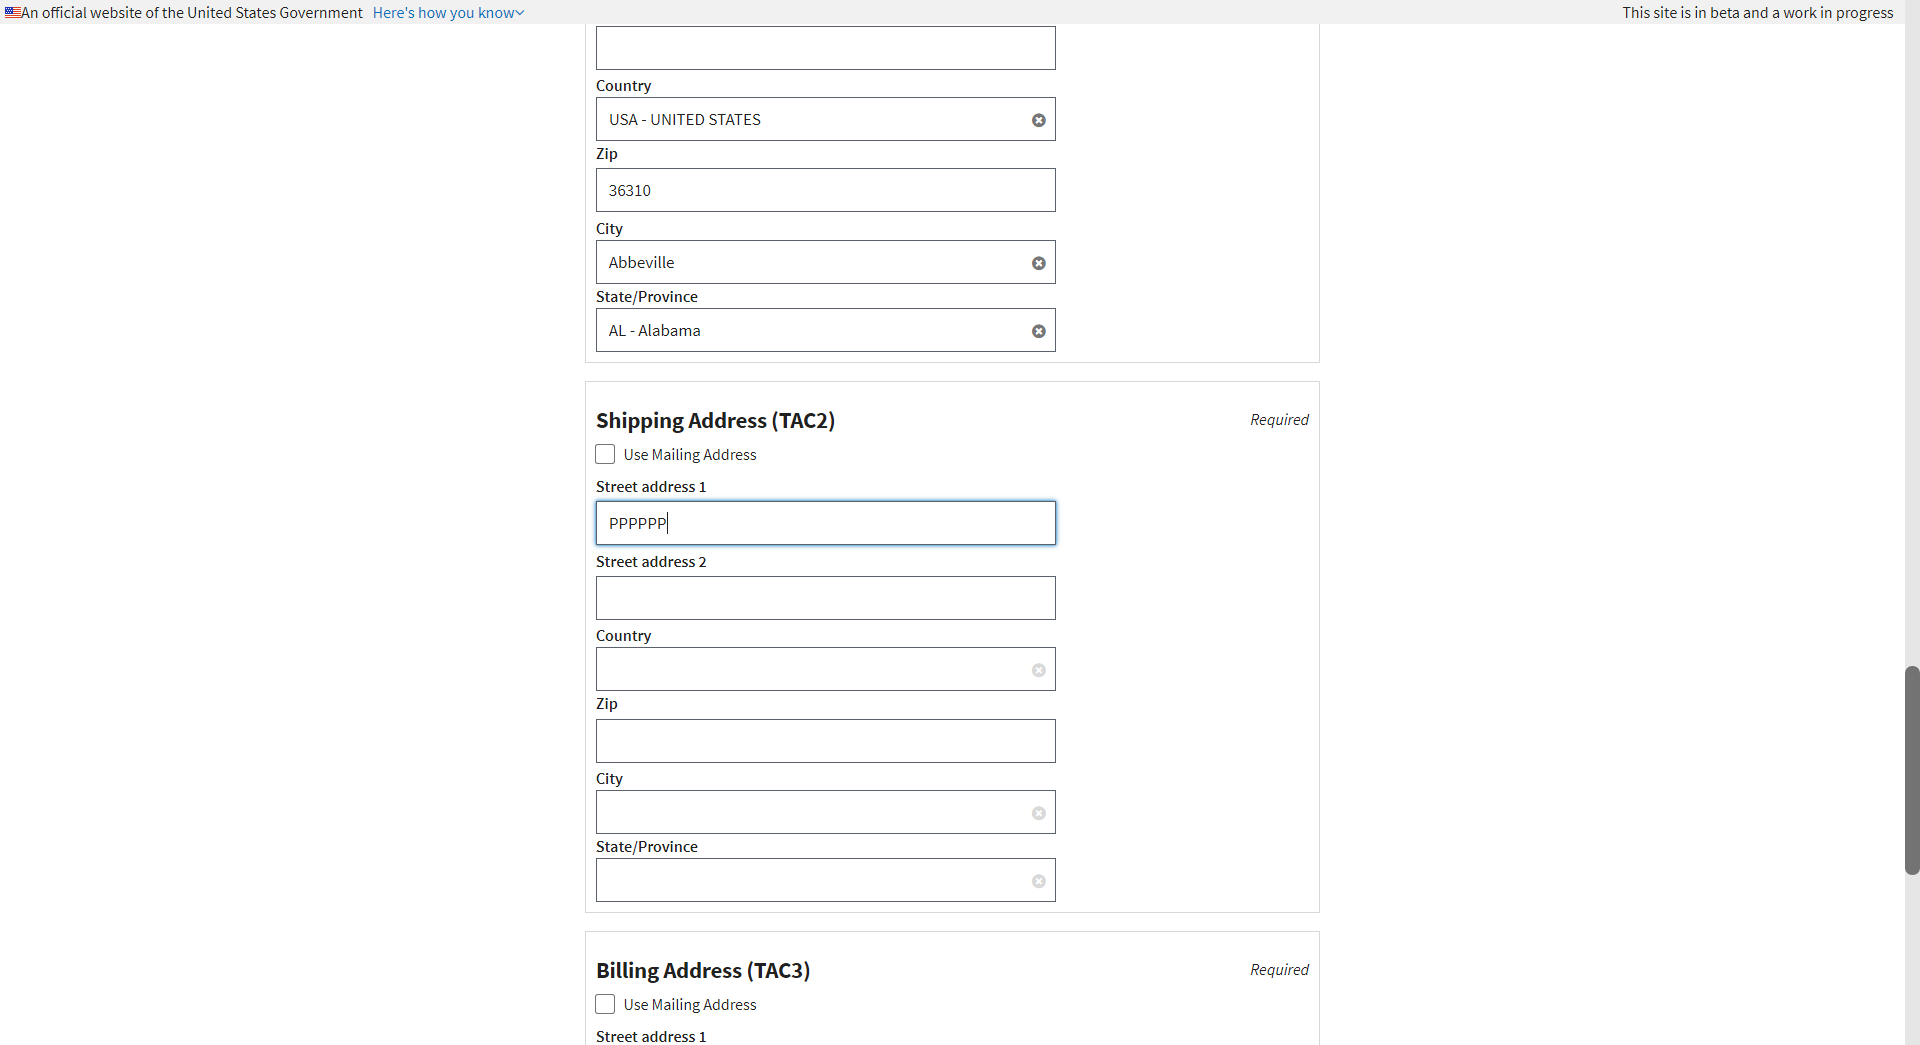 An official website of the United States Government Here's how you know
This site is in beta and a work in progress
Country
USA - UNITED STATES
Zip
36310
City
Abbeville
State/Province
AL - Alabama
Shipping Address (TAC2)
Required
Use Mailing Address
Street address 1
PPPPPP
Street address 2
Country
Zip
City
State/Province
Billing Address (TAC3)
Required
Use Mailing Address
Street address 1